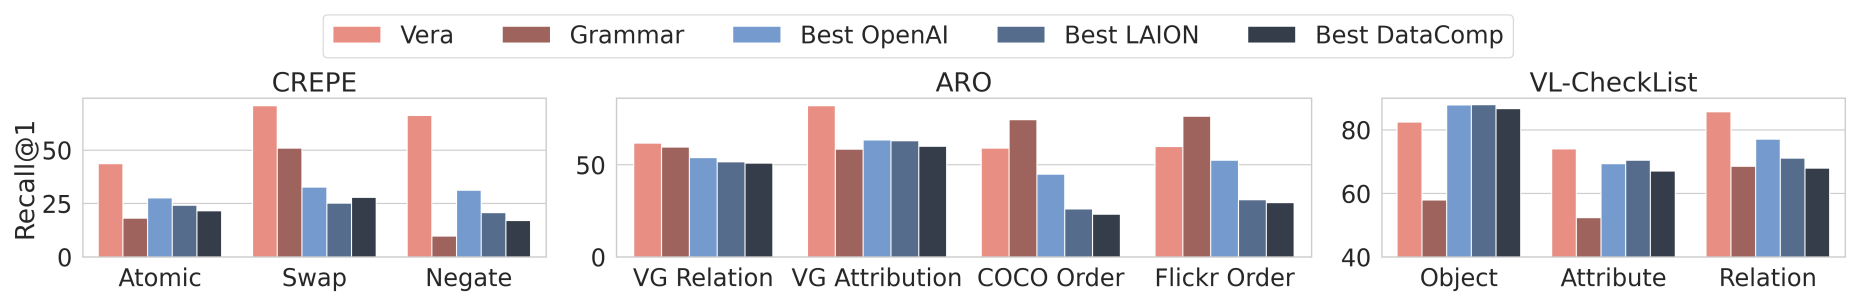 Vera Grammar Best OpenAI Best LAION Best DataComp
CREPE
Recall@1
50
25
0
Atomic Swap Negate
ARO
50
0
VG Relation VG Attribution COCO Order Flickr Order
VL-CheckList
80
60
40
Object Attribute Relation